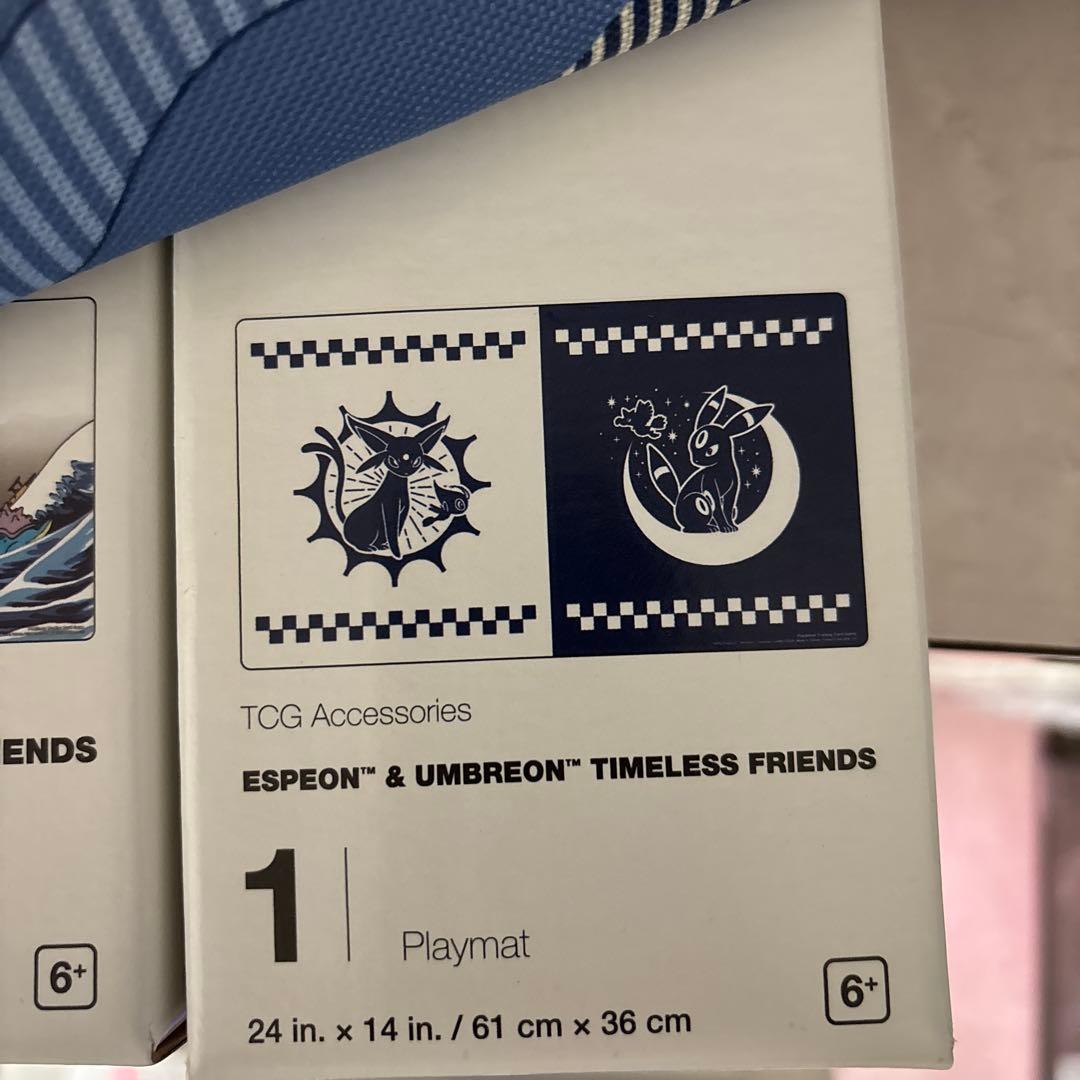 TCG Accessories
ESPEON™ & UMBREON™ TIMELESS FRIENDS
1
Playmat
24 in. × 14 in. / 61 cm × 36 cm
6+
ENDS
6+